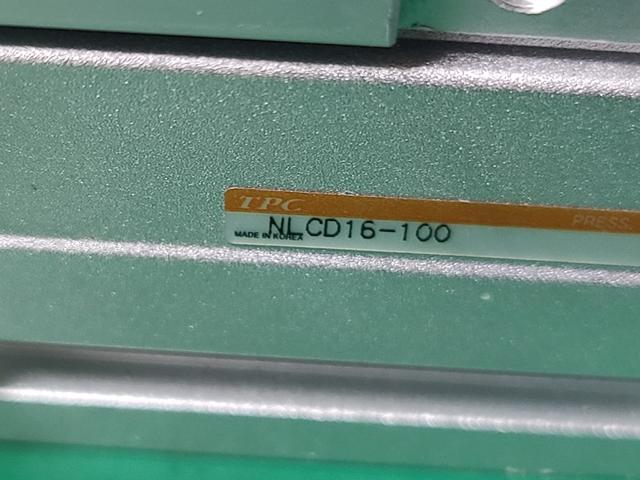 TPC
PRESS.
NLCD16-100
MADE IN KOREA